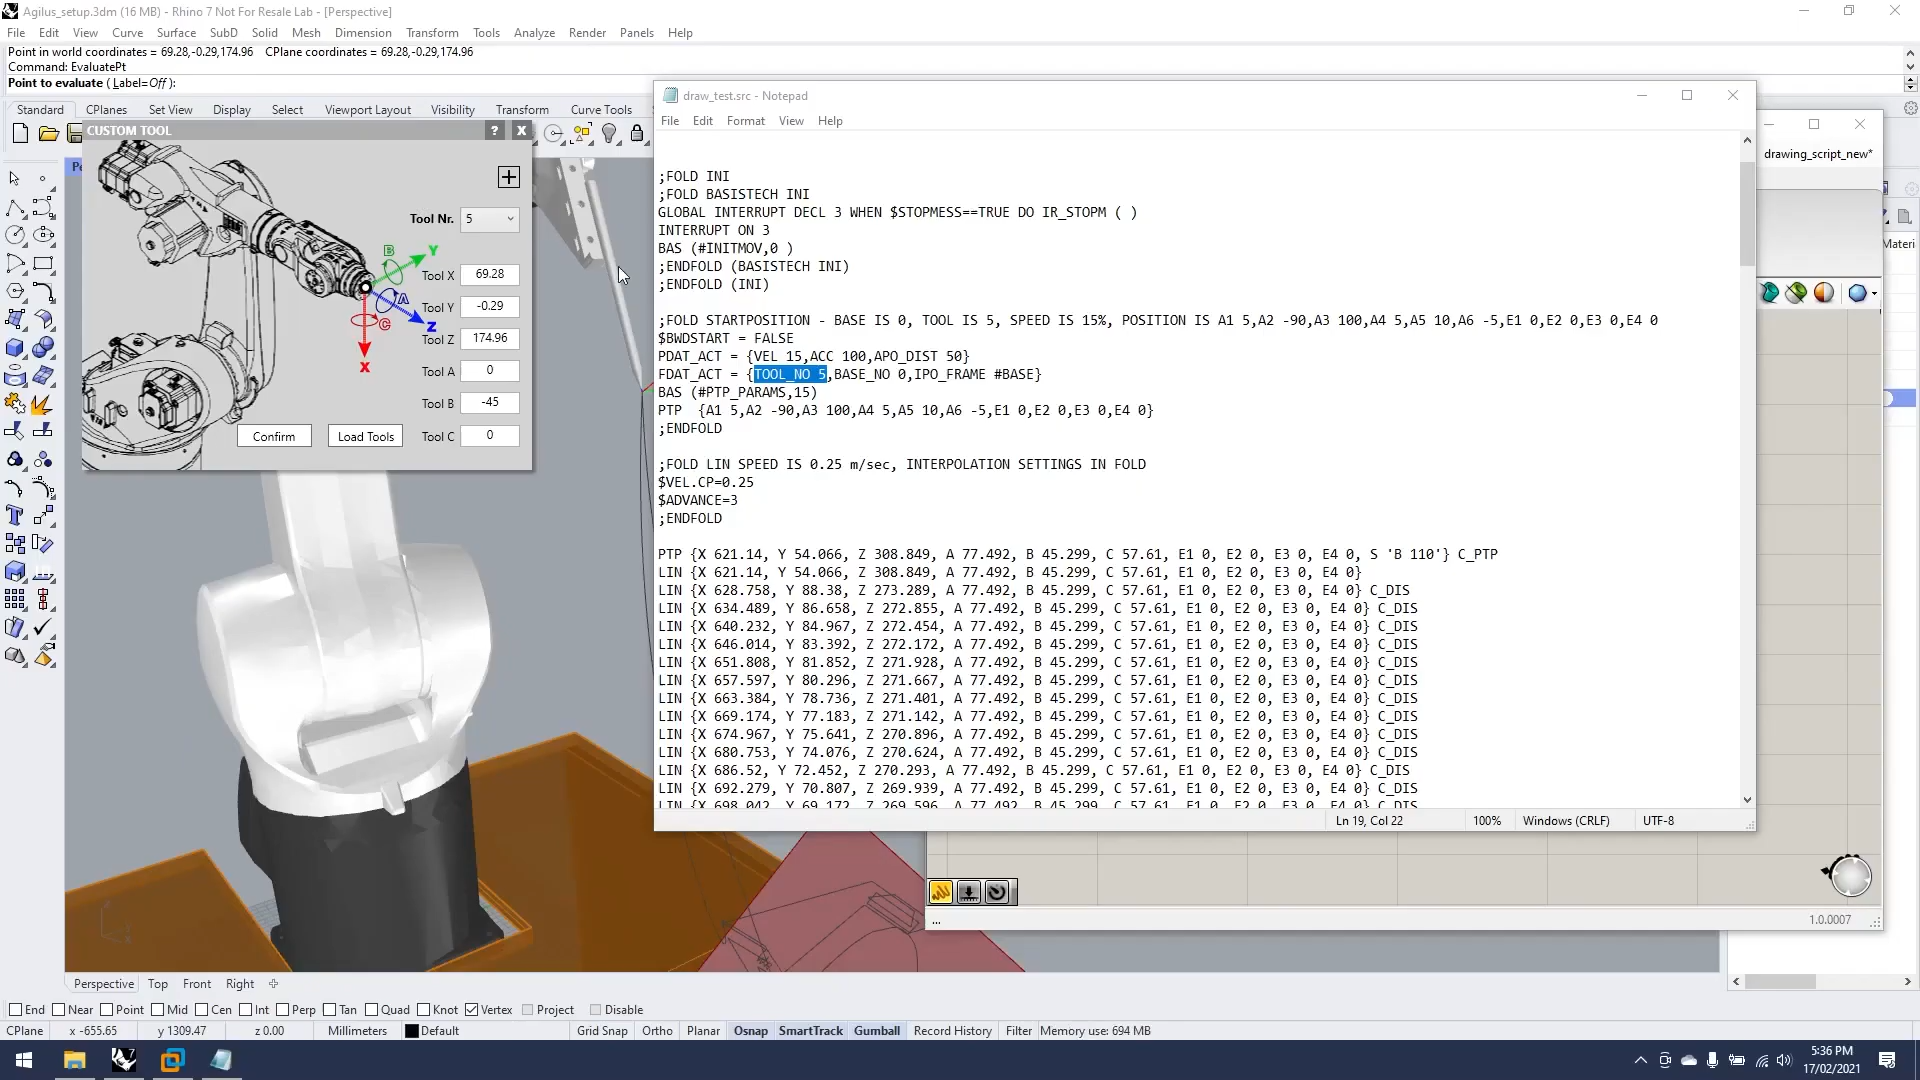 Agilus_setup.3dm (16 MB) - Rhino 7 Not For Resale Lab - [Perspective]
File Edit View Curve Surface SubD Solid Mesh Dimension Transform Tools Analyze Render Panels Help
Point in world coordinates = 69.28,-0.29,174.96 CPlane coordinates = 69.28,-0.29,174.96
Command: EvaluatePt
Point to evaluate ( Label=Off ):
Standard CPlanes Set View Display Select Viewport Layout Visibility Transform Curve Tools
CUSTOM TOOL
?
X
Tool Nr. 5
Tool X 69.28
Tool Y -0.29
Tool Z 174.96
Tool A 0
Tool B -45
Tool C 0
Confirm
Load Tools
B
Y
A
Z
C
X
draw_test.src - Notepad
File Edit Format View Help
;FOLD INI
;FOLD BASISTECH INI
GLOBAL INTERRUPT DECL 3 WHEN $STOPMESS==TRUE DO IR_STOPM ( )
INTERRUPT ON 3
BAS (#INITMOV,0 )
;ENDFOLD (BASISTECH INI)
;ENDFOLD (INI)
;FOLD STARTPOSITION - BASE IS 0, TOOL IS 5, SPEED IS 15%, POSITION IS A1 5,A2 -90,A3 100,A4 5,A5 10,A6 -5,E1 0,E2 0,E3 0,E4 0
$BWDSTART = FALSE
PDAT_ACT = {VEL 15,ACC 100,APO_DIST 50}
FDAT_ACT = {TOOL_NO 5,BASE_NO 0,IPO_FRAME #BASE}
BAS (#PTP_PARAMS,15)
PTP  {A1 5,A2 -90,A3 100,A4 5,A5 10,A6 -5,E1 0,E2 0,E3 0,E4 0}
;ENDFOLD
;FOLD LIN SPEED IS 0.25 m/sec, INTERPOLATION SETTINGS IN FOLD
$VEL.CP=0.25
$ADVANCE=3
;ENDFOLD
PTP {X 621.14, Y 54.066, Z 308.849, A 77.492, B 45.299, C 57.61, E1 0, E2 0, E3 0, E4 0, S 'B 110'} C_PTP
LIN {X 621.14, Y 54.066, Z 308.849, A 77.492, B 45.299, C 57.61, E1 0, E2 0, E3 0, E4 0}
LIN {X 628.758, Y 88.38, Z 273.289, A 77.492, B 45.299, C 57.61, E1 0, E2 0, E3 0, E4 0} C_DIS
LIN {X 634.489, Y 86.658, Z 272.855, A 77.492, B 45.299, C 57.61, E1 0, E2 0, E3 0, E4 0} C_DIS
LIN {X 640.232, Y 84.967, Z 272.454, A 77.492, B 45.299, C 57.61, E1 0, E2 0, E3 0, E4 0} C_DIS
LIN {X 646.014, Y 83.392, Z 272.172, A 77.492, B 45.299, C 57.61, E1 0, E2 0, E3 0, E4 0} C_DIS
LIN {X 651.808, Y 81.852, Z 271.928, A 77.492, B 45.299, C 57.61, E1 0, E2 0, E3 0, E4 0} C_DIS
LIN {X 657.597, Y 80.296, Z 271.667, A 77.492, B 45.299, C 57.61, E1 0, E2 0, E3 0, E4 0} C_DIS
LIN {X 663.384, Y 78.736, Z 271.401, A 77.492, B 45.299, C 57.61, E1 0, E2 0, E3 0, E4 0} C_DIS
LIN {X 669.174, Y 77.183, Z 271.142, A 77.492, B 45.299, C 57.61, E1 0, E2 0, E3 0, E4 0} C_DIS
LIN {X 674.967, Y 75.641, Z 270.896, A 77.492, B 45.299, C 57.61, E1 0, E2 0, E3 0, E4 0} C_DIS
LIN {X 680.753, Y 74.076, Z 270.624, A 77.492, B 45.299, C 57.61, E1 0, E2 0, E3 0, E4 0} C_DIS
LIN {X 686.52, Y 72.452, Z 270.293, A 77.492, B 45.299, C 57.61, E1 0, E2 0, E3 0, E4 0} C_DIS
LIN {X 692.279, Y 70.807, Z 269.939, A 77.492, B 45.299, C 57.61, E1 0, E2 0, E3 0, E4 0} C_DIS
LIN {X 698.042, Y 69.172, Z 269.596, A 77.492, B 45.299, C 57.61, E1 0, E2 0, E3 0, E4 0} C_DIS
Ln 19, Col 22 100% Windows (CRLF) UTF-8
drawing_script_new*
Materi
...
1.0.0007
Perspective Top Front Right
End Near Point Mid Cen Int Perp Tan Quad Knot Vertex Project Disable
CPlane x -655.65 y 1309.47 z 0.00 Millimeters Default Grid Snap Ortho Planar Osnap SmartTrack Gumball Record History Filter Memory use: 694 MB
5:36 PM
17/02/2021